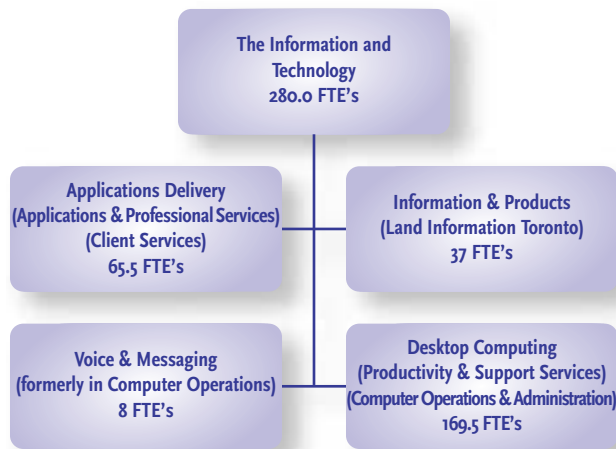 The Information and
Technology
280.0 FTE's
Applications Delivery
(Applications & Professional Services)
(Client Services)
65.5 FTE's
Information & Products
(Land Information Toronto)
37 FTE's
Voice & Messaging
(formerly in Computer Operations)
8 FTE's
Desktop Computing
(Productivity & Support Services)
(Computer Operations & Administration)
169.5 FTE's